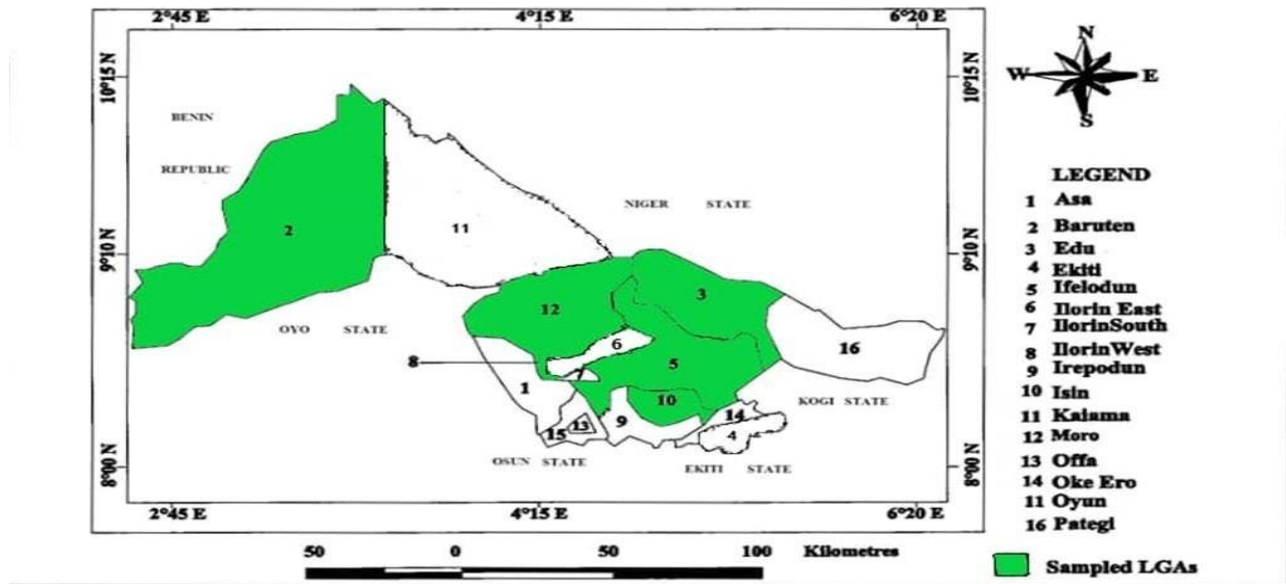 2°45 E 4°15 E 6°20 E
10°15 N 10°15 N
N
W E
S
BENIN
REPUBLIC
NIGER STATE
2
11
9°10 N 9°10 N
3
12
OYO STATE
6
16
8
5
7
1
10
KOGI STATE
9
14
13
15
4
OSUN STATE
EKITI STATE
8°00 N 8°00 N
2°45 E 4°15 E 6°20 E
50 0 50 100 Kilometres
LEGEND
1 Asa
2 Baruten
3 Edu
4 Ekiti
5 Ifelodun
6 Ilorin East
7 IlorinSouth
8 IlorinWest
9 Irepodun
10 Isin
11 Kaiama
12 Moro
13 Offa
14 Oke Ero
11 Oyun
16 Pategi
Sampled LGAs